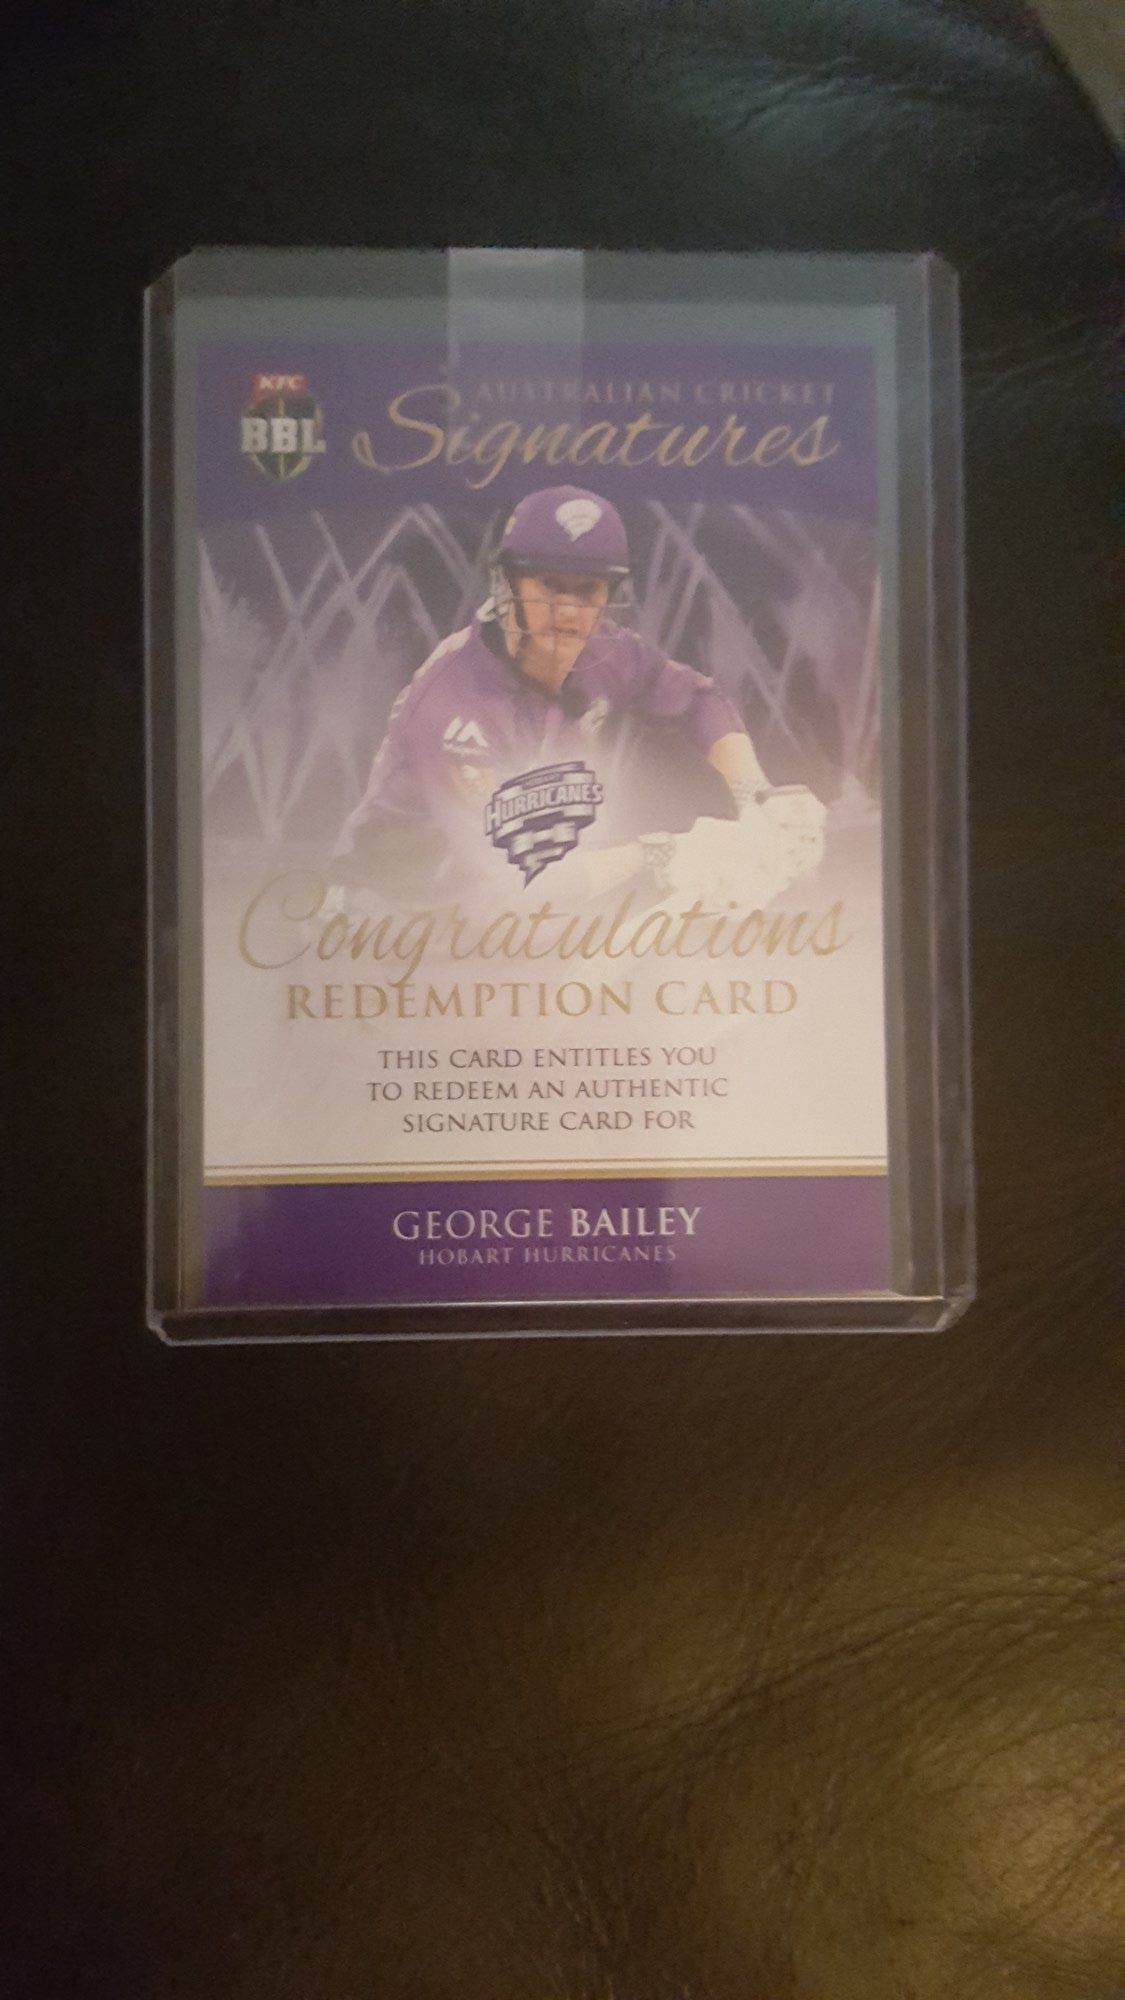 KFC
BBL
AUSTRALIAN CRICKET
Signatures
HOBART
HURRICANES
Congratulations
REDEMPTION CARD
THIS CARD ENTITLES YOU
TO REDEEM AN AUTHENTIC
SIGNATURE CARD FOR
GEORGE BAILEY
HOBART HURRICANES